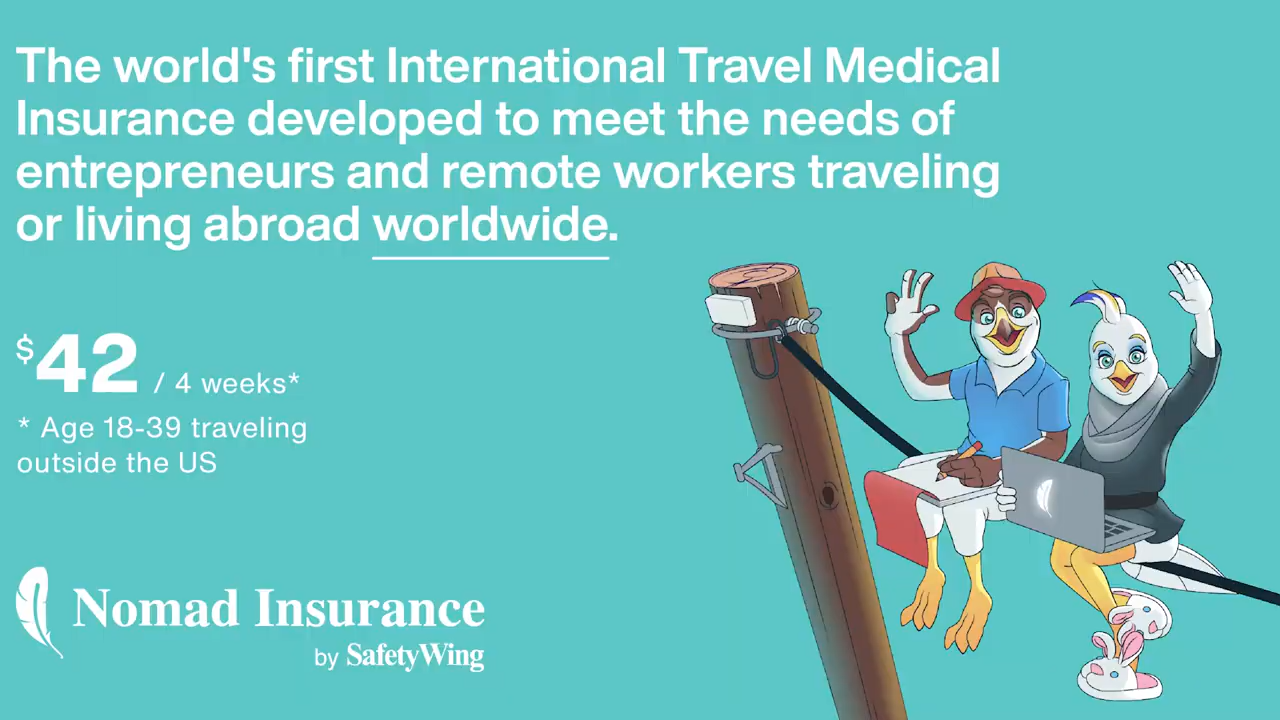 The world's first International Travel Medical
Insurance developed to meet the needs of
entrepreneurs and remote workers traveling
or living abroad worldwide.
$42 / 4 weeks*
* Age 18-39 traveling
outside the US
Nomad Insurance
by SafetyWing